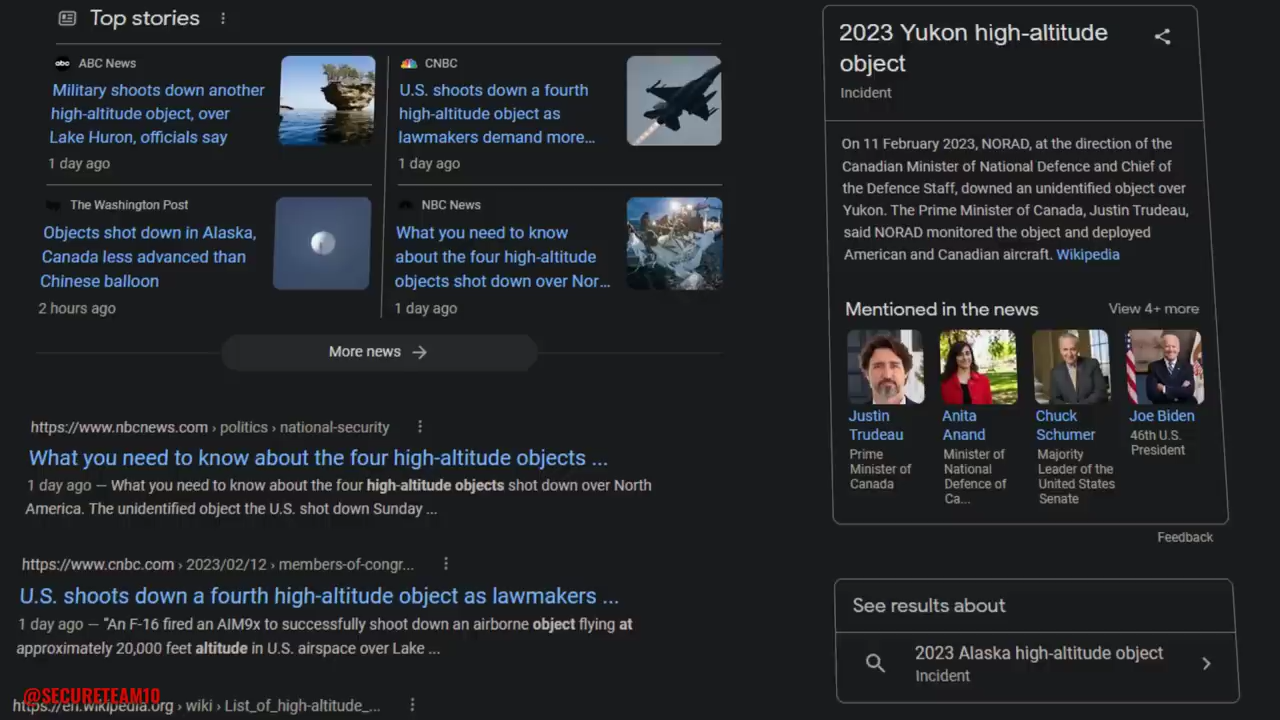 Top stories
abc ABC News
Military shoots down another
high-altitude object, over
Lake Huron, officials say
1 day ago
CNBC
U.S. shoots down a fourth
high-altitude object as
lawmakers demand more...
1 day ago
The Washington Post
Objects shot down in Alaska,
Canada less advanced than
Chinese balloon
2 hours ago
NBC News
What you need to know
about the four high-altitude
objects shot down over Nor...
1 day ago
More news
https://www.nbcnews.com › politics › national-security
What you need to know about the four high-altitude objects ...
1 day ago — What you need to know about the four high-altitude objects shot down over North
America. The unidentified object the U.S. shot down Sunday ...
https://www.cnbc.com › 2023/02/12 › members-of-congr...
U.S. shoots down a fourth high-altitude object as lawmakers ...
1 day ago — "An F-16 fired an AIM9x to successfully shoot down an airborne object flying at
approximately 20,000 feet altitude in U.S. airspace over Lake ...
@SECURETEAM10
https://en.wikipedia.org › wiki › List_of_high-altitude_...
2023 Yukon high-altitude
object
Incident
On 11 February 2023, NORAD, at the direction of the
Canadian Minister of National Defence and Chief of
the Defence Staff, downed an unidentified object over
Yukon. The Prime Minister of Canada, Justin Trudeau,
said NORAD monitored the object and deployed
American and Canadian aircraft. Wikipedia
Mentioned in the news
View 4+ more
Justin
Trudeau
Prime
Minister of
Canada
Anita
Anand
Minister of
National
Defence of
Ca...
Chuck
Schumer
Majority
Leader of the
United States
Senate
Joe Biden
46th U.S.
President
Feedback
See results about
2023 Alaska high-altitude object
Incident